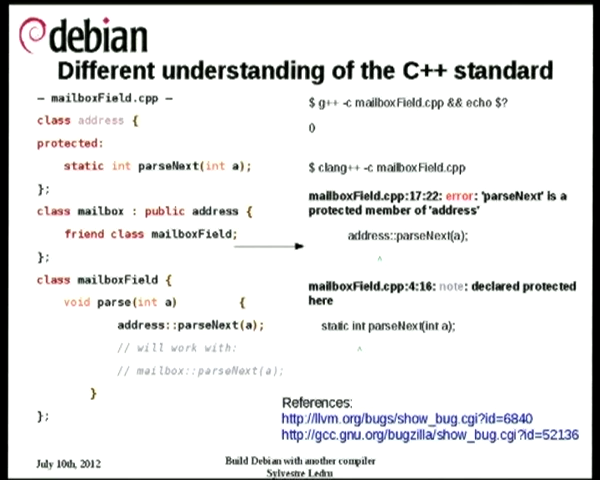 debian
Different understanding of the C++ standard
– mailboxField.cpp –
class address {
protected:
static int parseNext(int a);
};
class mailbox : public address {
friend class mailboxField;
};
class mailboxField {
void parse(int a) {
address::parseNext(a);
// will work with:
// mailbox::parseNext(a);
}
};
$ g++ -c mailboxField.cpp && echo $?
0
$ clang++ -c mailboxField.cpp
mailboxField.cpp:17:22: error: 'parseNext' is a
protected member of 'address'
address::parseNext(a);
^
mailboxField.cpp:4:16: note: declared protected
here
static int parseNext(int a);
^
References:
http://llvm.org/bugs/show_bug.cgi?id=6840
http://gcc.gnu.org/bugzilla/show_bug.cgi?id=52136
July 10th, 2012
Build Debian with another compiler
Sylvestre Ledru